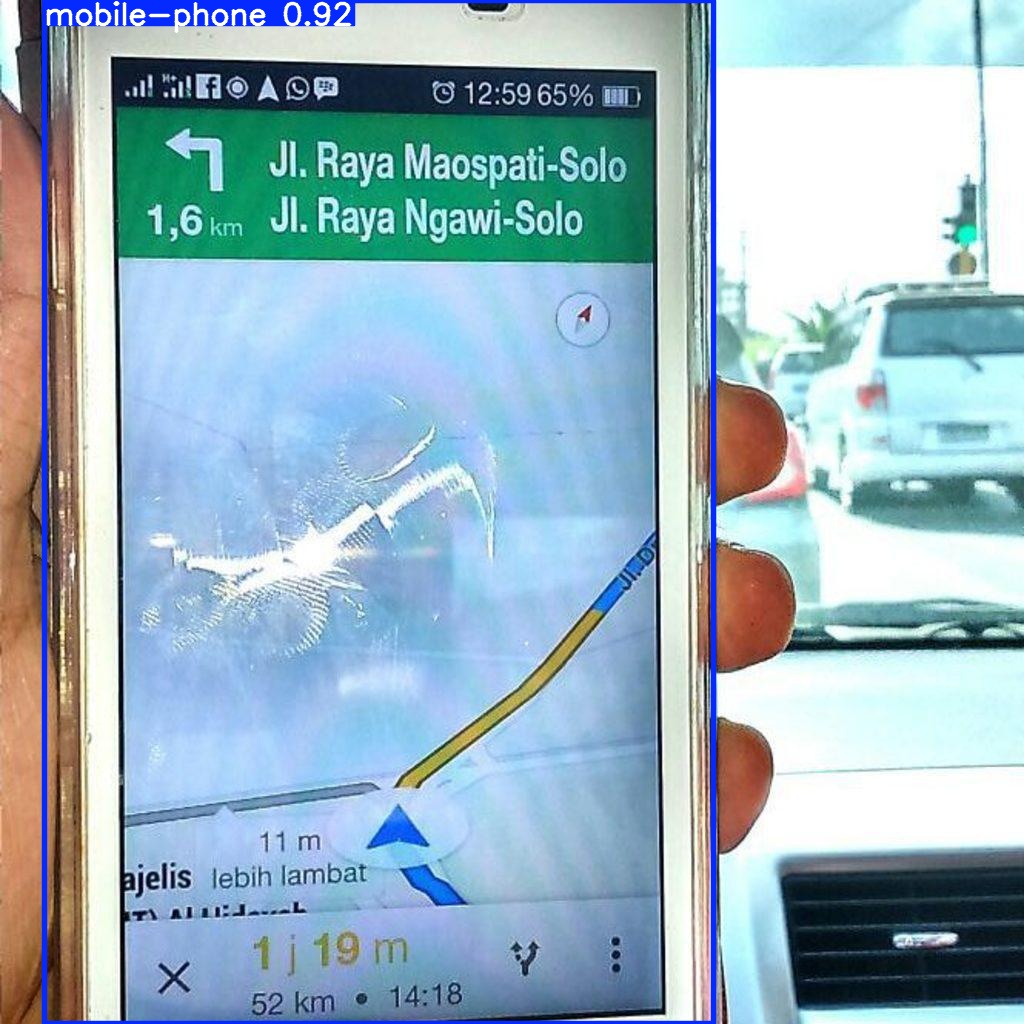 mobile-phone 0.92
H+
12:59 65%
Jl. Raya Maospati-Solo
1,6 km
Jl. Raya Ngawi-Solo
Jl. D
11 m
lebih lambat
ajelis
1 j 19 m
52 km • 14:18